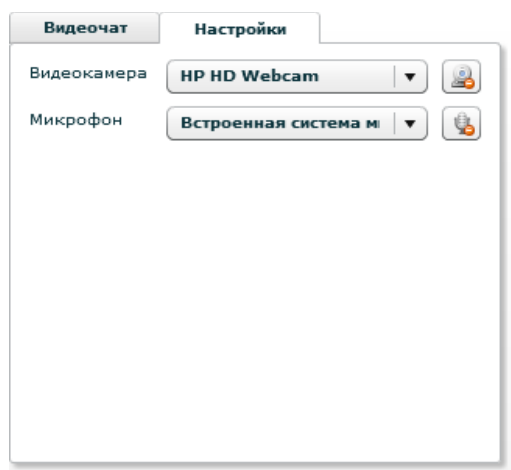 Видеочат Настройки
Видеокамера HP HD Webcam
Микрофон Встроенная система м